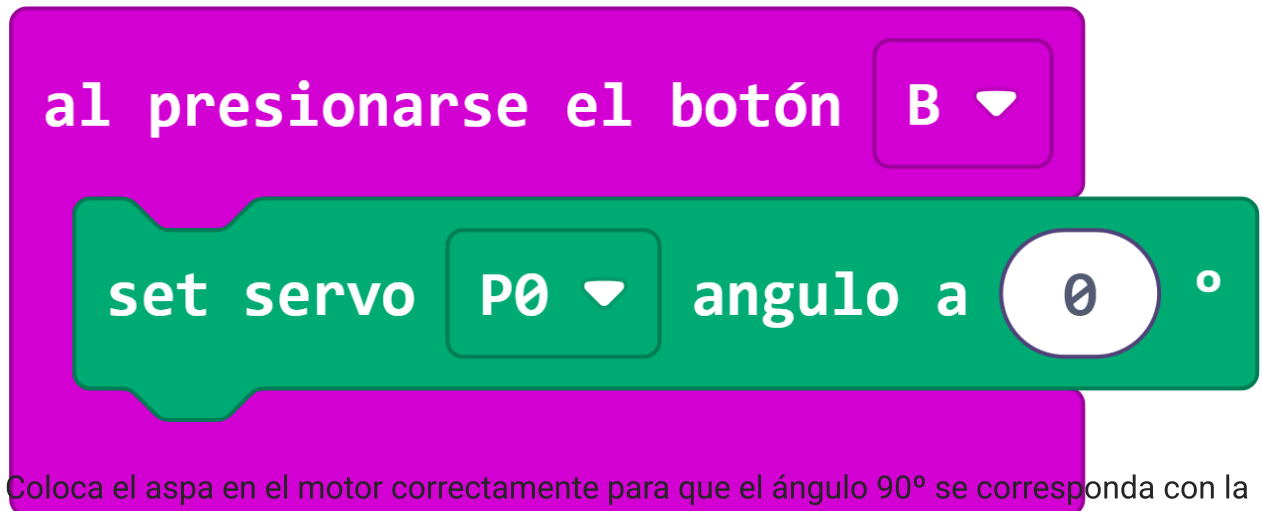 al presionarse el botón B
set servo P0 angulo a 0 º
Coloca el aspa en el motor correctamente para que el ángulo 90º se corresponda con la